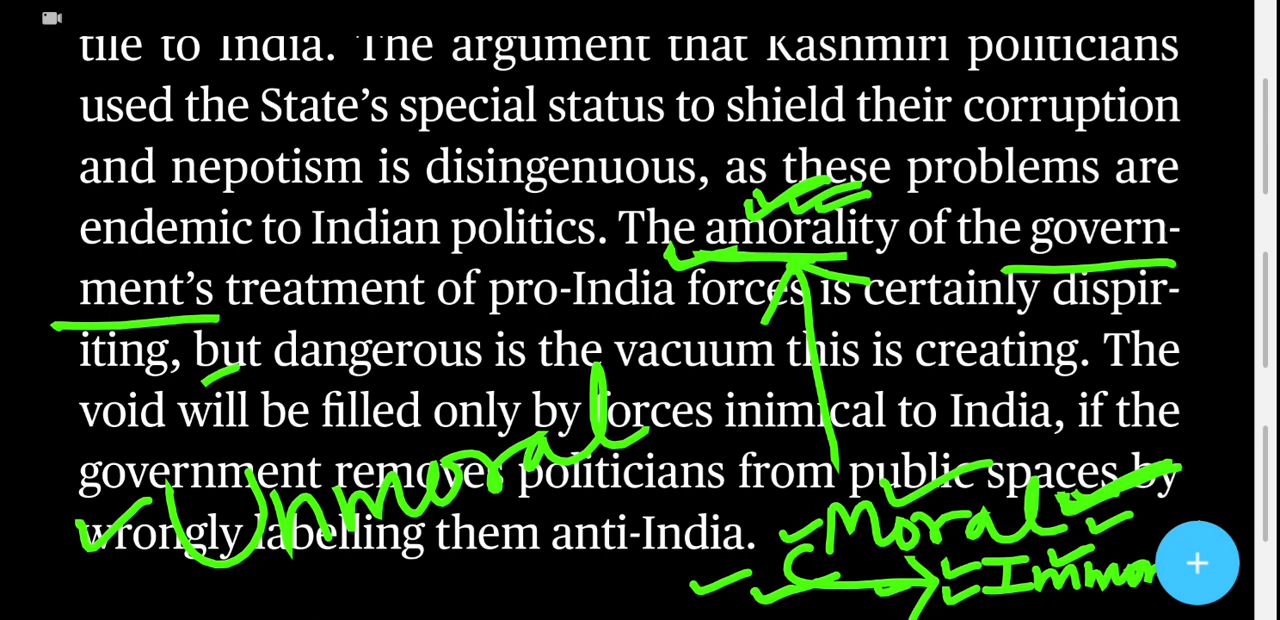 tile to India. The argument that Kashmiri politicians
used the State's special status to shield their corruption
and nepotism is disingenuous, as these problems are
endemic to Indian politics. The amorality of the govern-
ment's treatment of pro-India forces is certainly dispir-
iting, but dangerous is the vacuum this is creating. The
void will be filled only by forces inimical to India, if the
government removes politicians from public spaces by
wrongly labelling them anti-India.
Unmoral
Moral
Immor
+